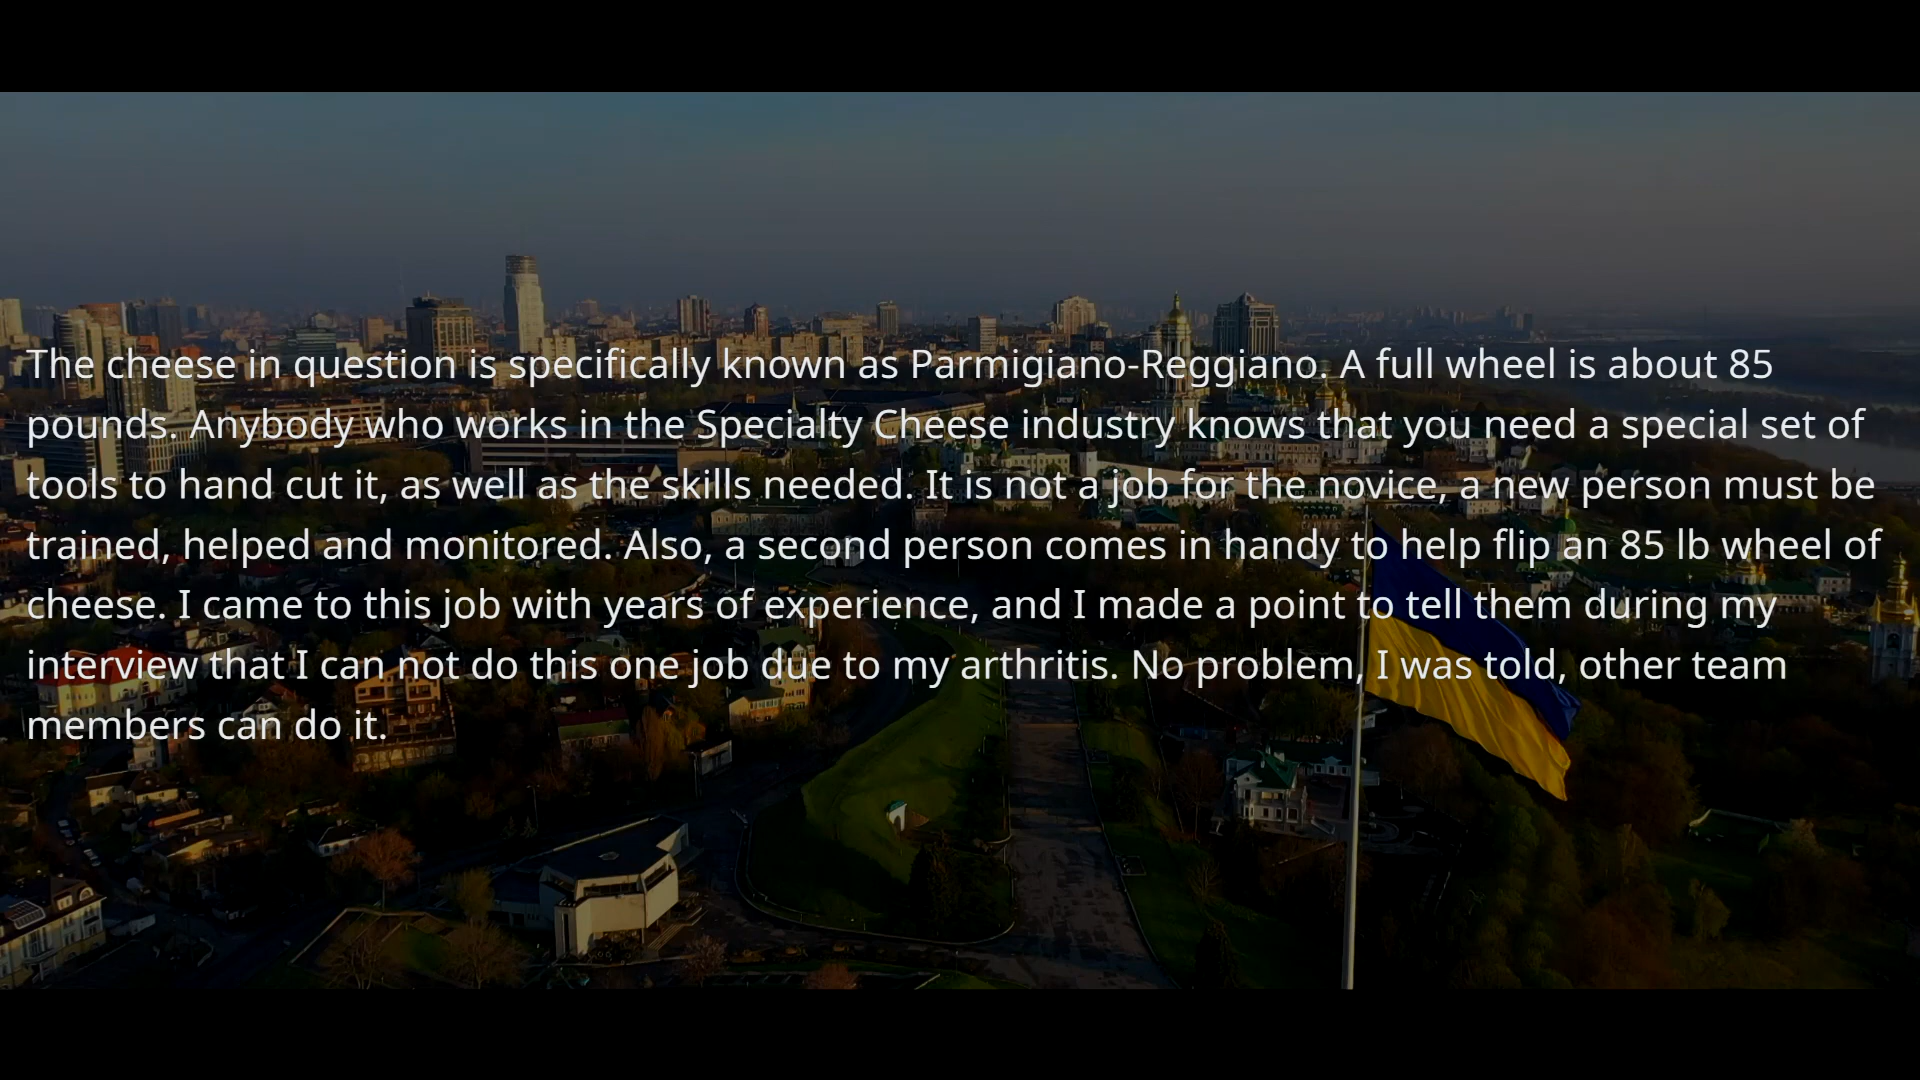 The cheese in question is specifically known as Parmigiano-Reggiano. A full wheel is about 85
pounds. Anybody who works in the Specialty Cheese industry knows that you need a special set of
tools to hand cut it, as well as the skills needed. It is not a job for the novice, a new person must be
trained, helped and monitored. Also, a second person comes in handy to help flip an 85 lb wheel of
cheese. I came to this job with years of experience, and I made a point to tell them during my
interview that I can not do this one job due to my arthritis. No problem, I was told, other team
members can do it.